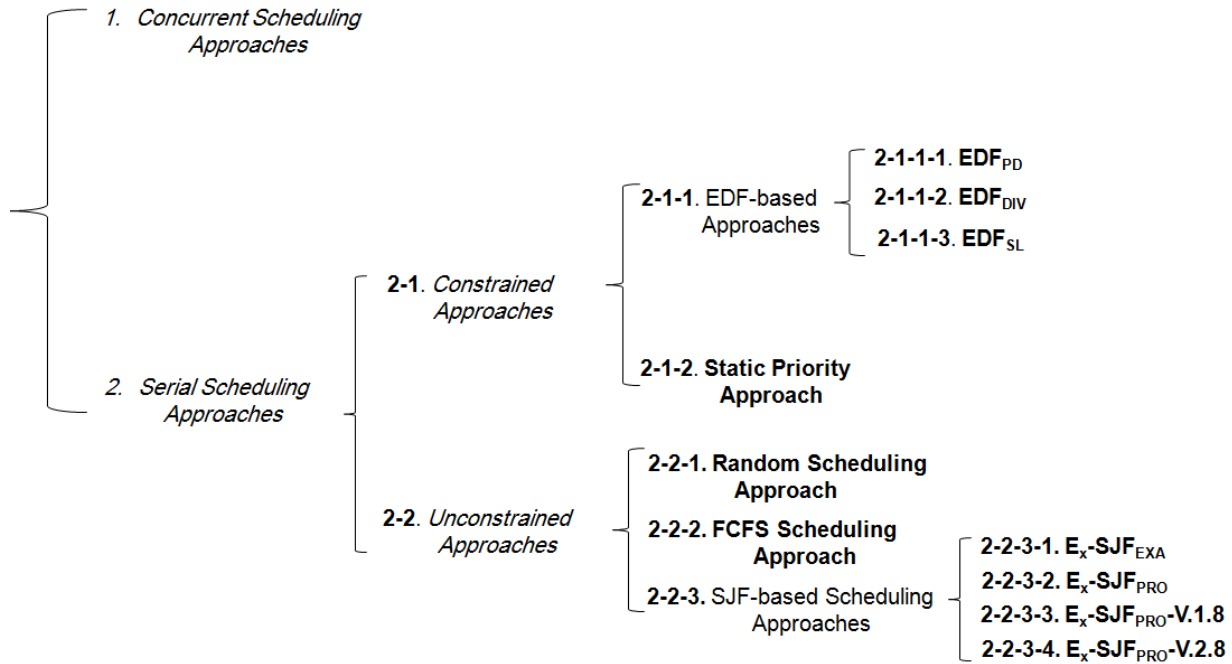 1. Concurrent Scheduling
Approaches
2-1-1-1. EDFPD
2-1-1. EDF-based
Approaches
2-1-1-2. EDFDIV
2-1-1-3. EDFSL
2-1. Constrained
Approaches
2-1-2. Static Priority
Approach
2. Serial Scheduling
Approaches
2-2-1. Random Scheduling
Approach
2-2. Unconstrained
Approaches
2-2-2. FCFS Scheduling
Approach
2-2-3. SJF-based Scheduling
Approaches
2-2-3-1. Ex-SJFEXA
2-2-3-2. Ex-SJFPRO
2-2-3-3. Ex-SJFPRO-V.1.8
2-2-3-4. Ex-SJFPRO-V.2.8